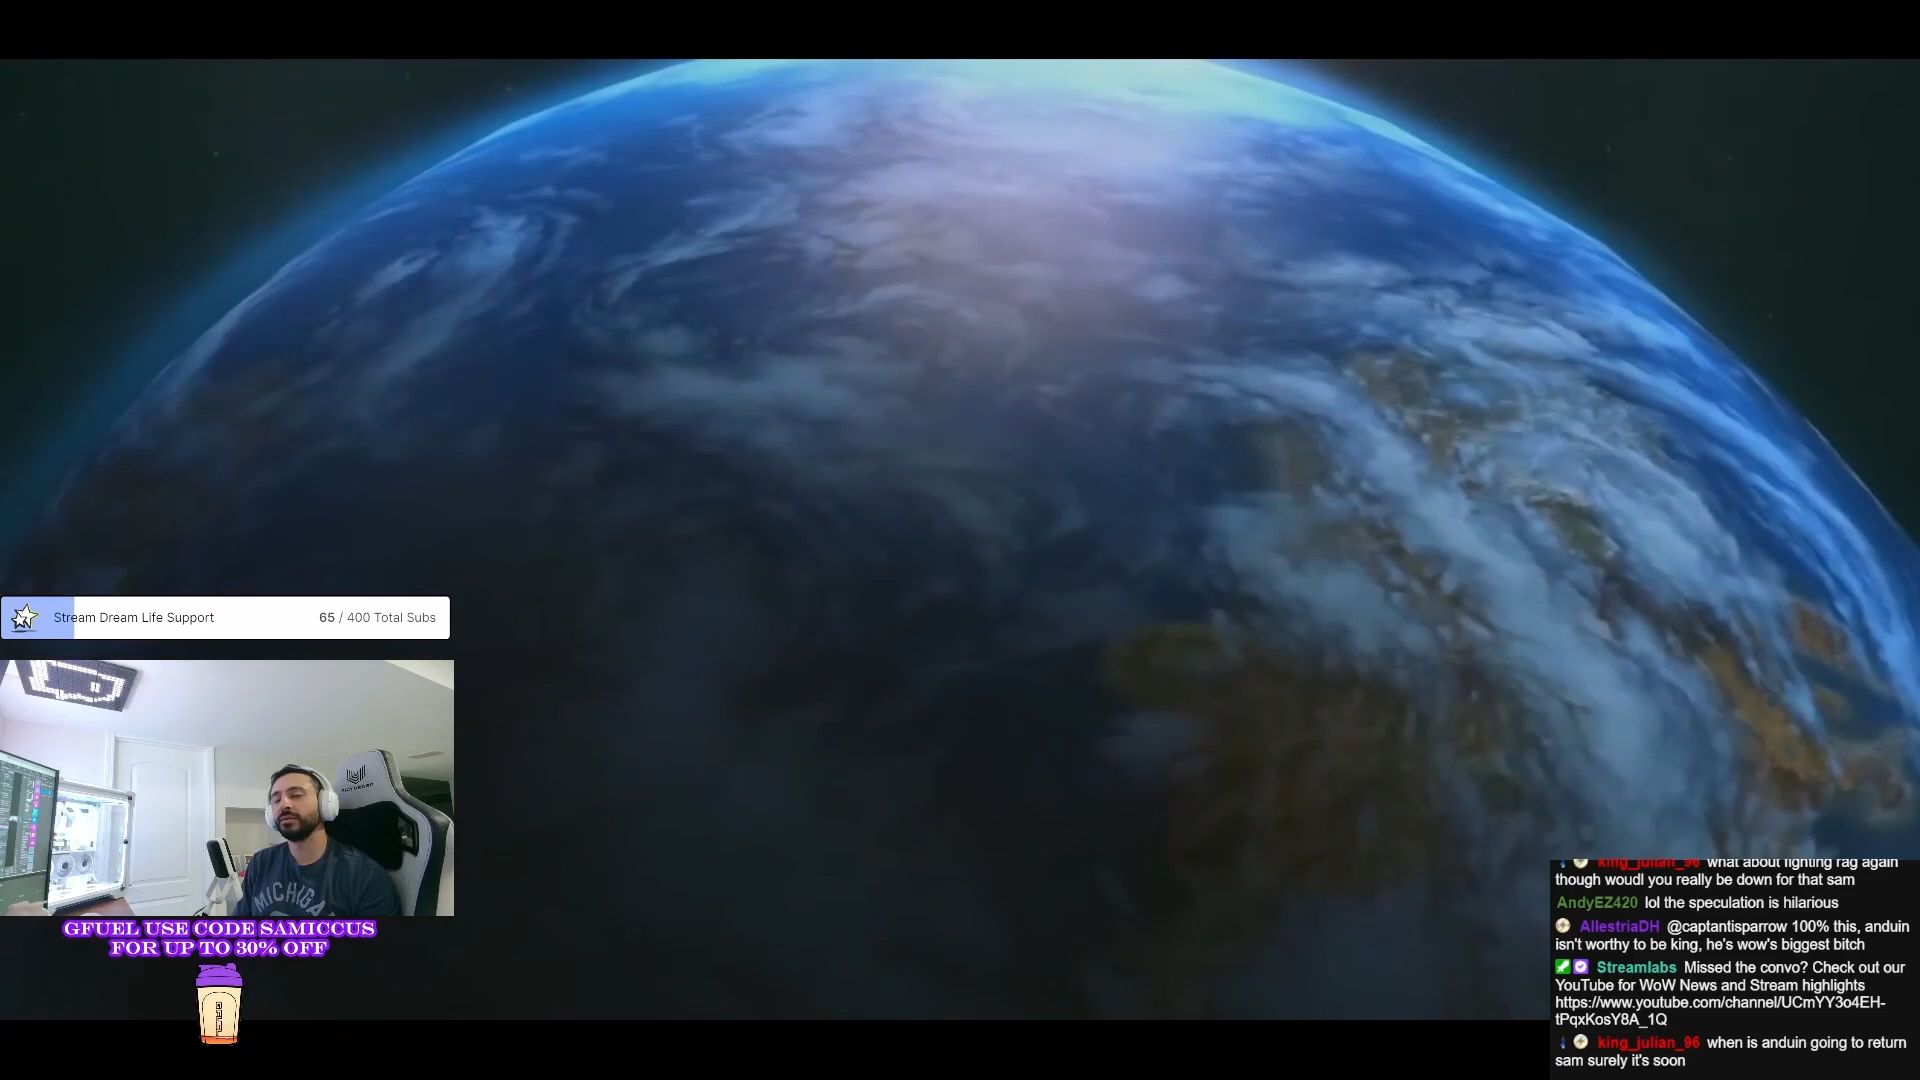 Stream Dream Life Support 65 / 400 Total Subs
MICHIGA
GFUEL USE CODE SAMICCUS
FOR UP TO 30% OFF
king_julian_96 what about fighting rag again
though woudl you really be down for that sam
AndyEZ420 lol the speculation is hilarious
AllestriaDH @captantisparrow 100% this, anduin
isn't worthy to be king, he's wow's biggest bitch
Streamlabs Missed the convo? Check out our
YouTube for WoW News and Stream highlights
https://www.youtube.com/channel/UCmYY3o4EH-
tPqxKosY8A_1Q
king_julian_96 when is anduin going to return
sam surely it's soon